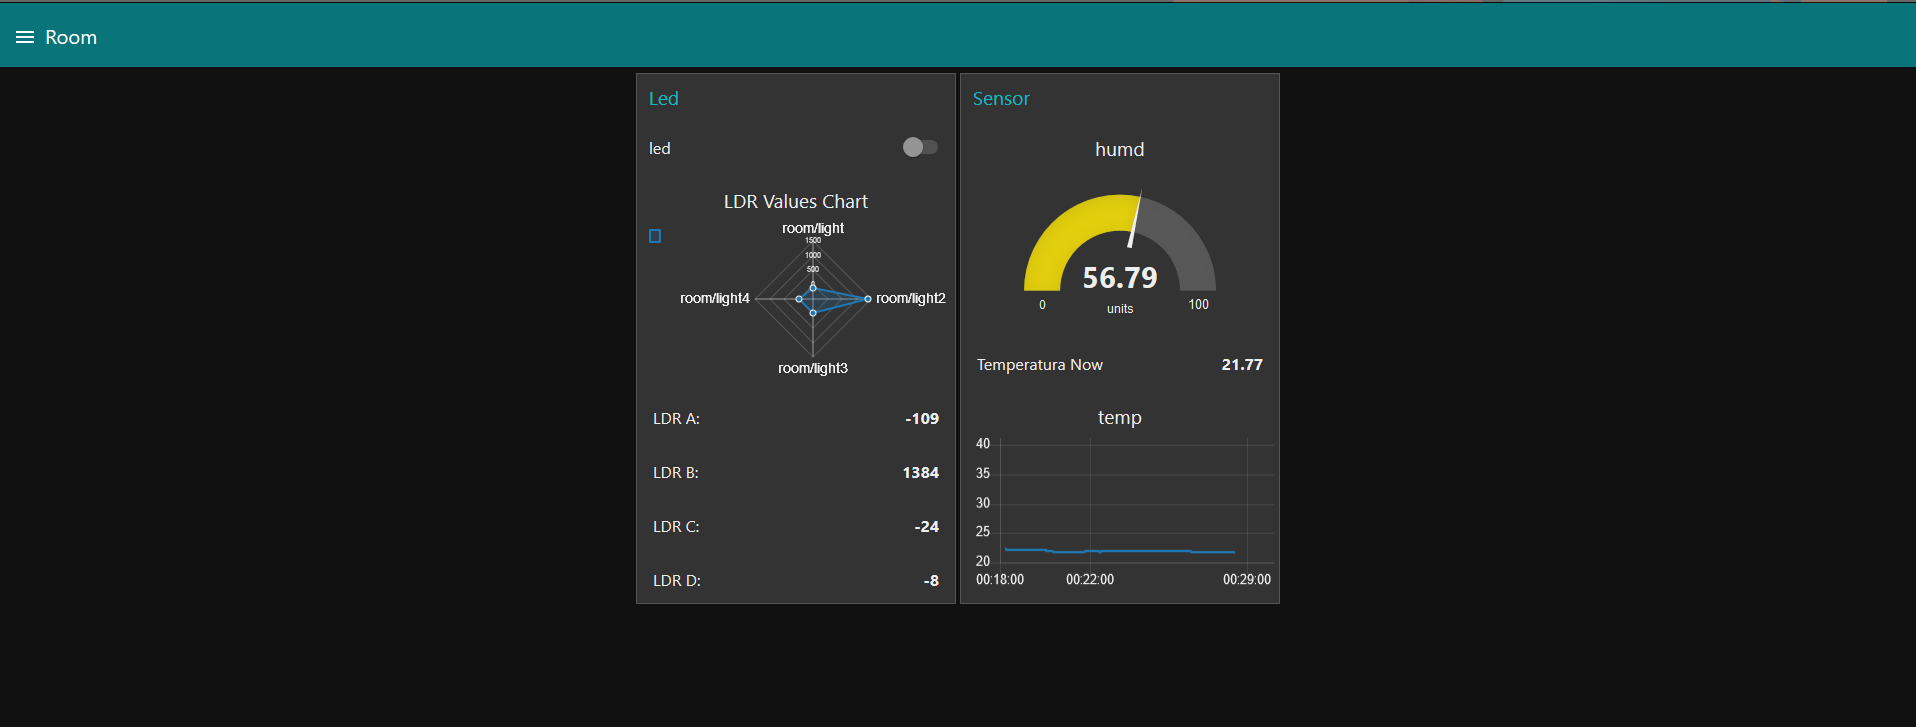 Room
Led
led
LDR Values Chart
room/light
1500
1000
500
room/light4
room/light2
room/light3
LDR A: -109
LDR B: 1384
LDR C: -24
LDR D: -8
Sensor
humd
56.79
0 units 100
Temperatura Now 21.77
temp
40
35
30
25
20
00:18:00 00:22:00 00:29:00